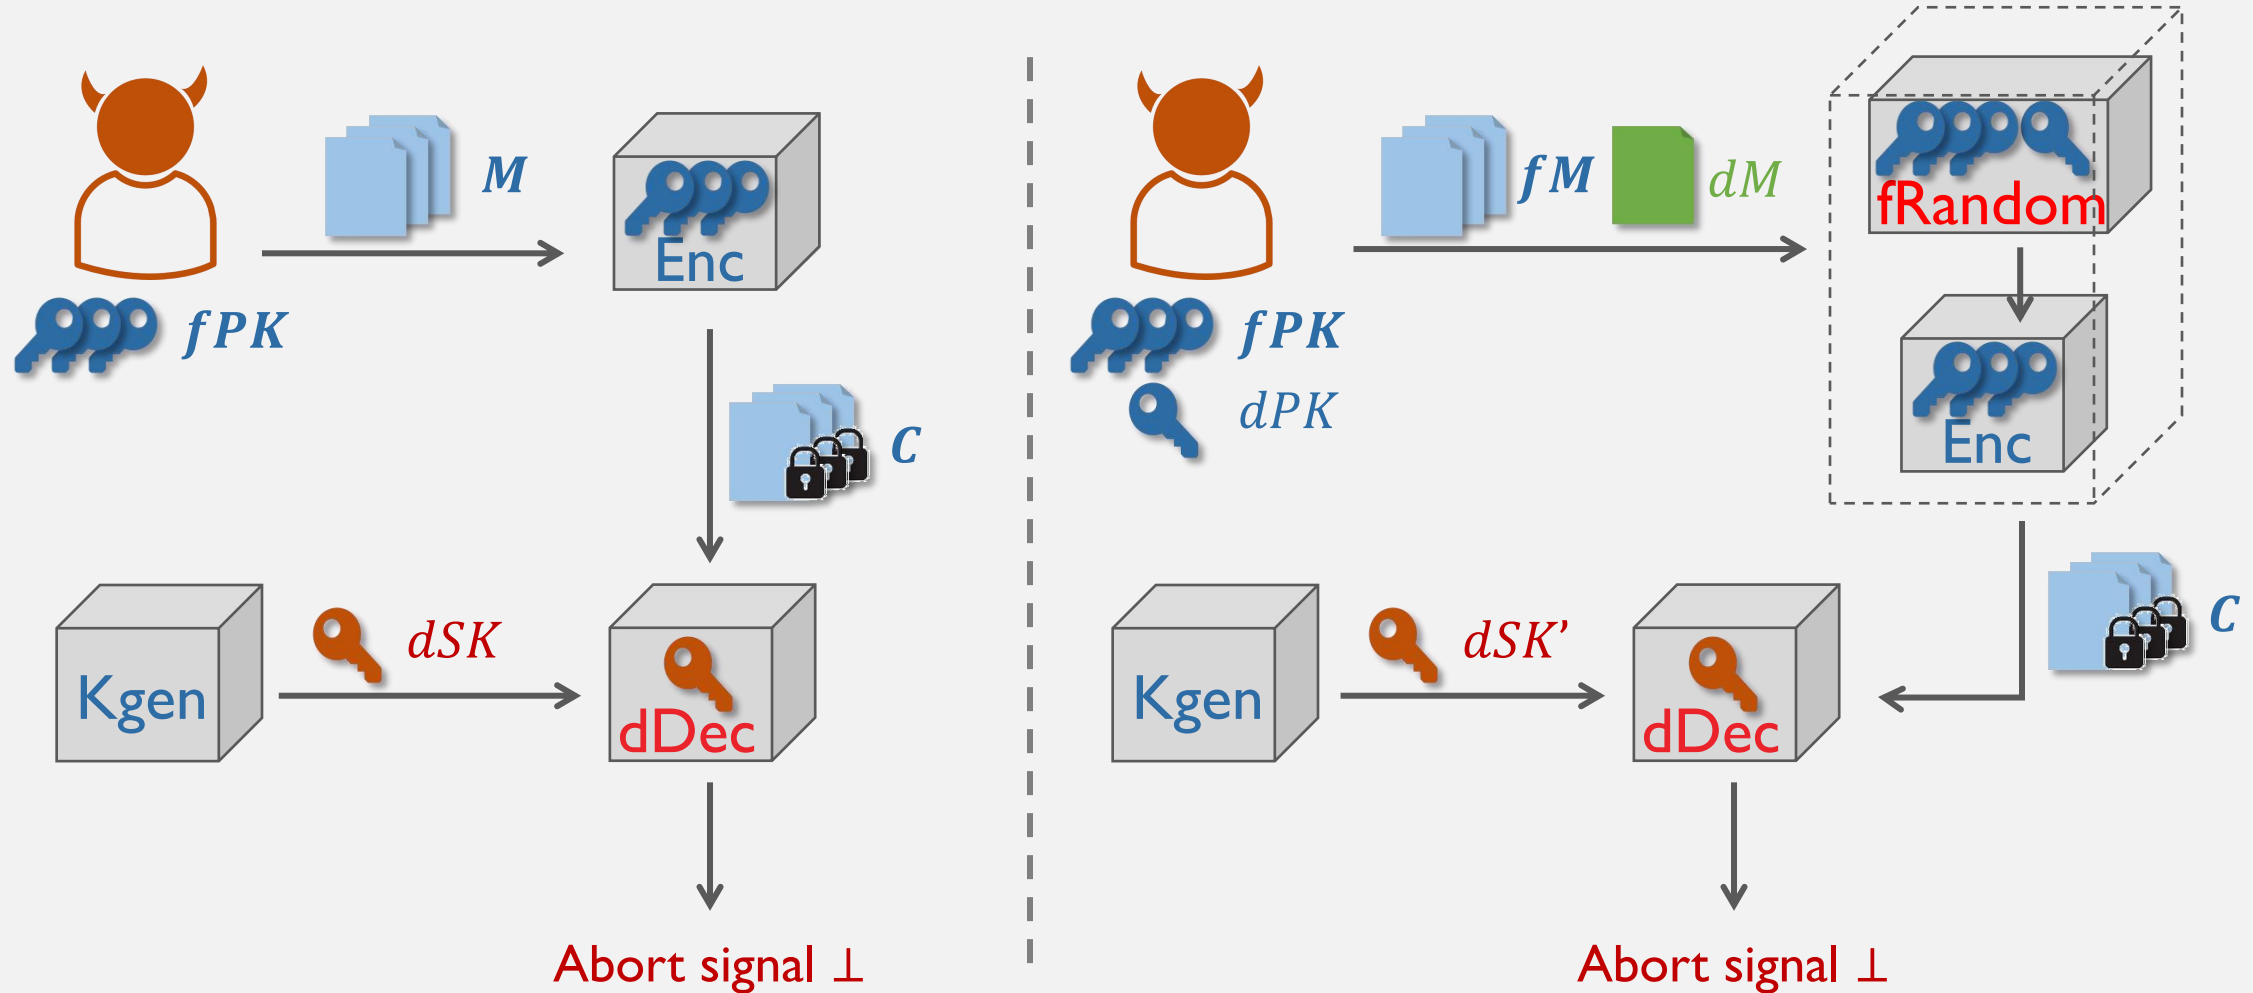 M
Enc
fPK
C
dSK
Kgen
dDec
Abort signal ⊥
fM
dM
fRandom
fPK
dPK
Enc
C
dSK’
Kgen
dDec
Abort signal ⊥